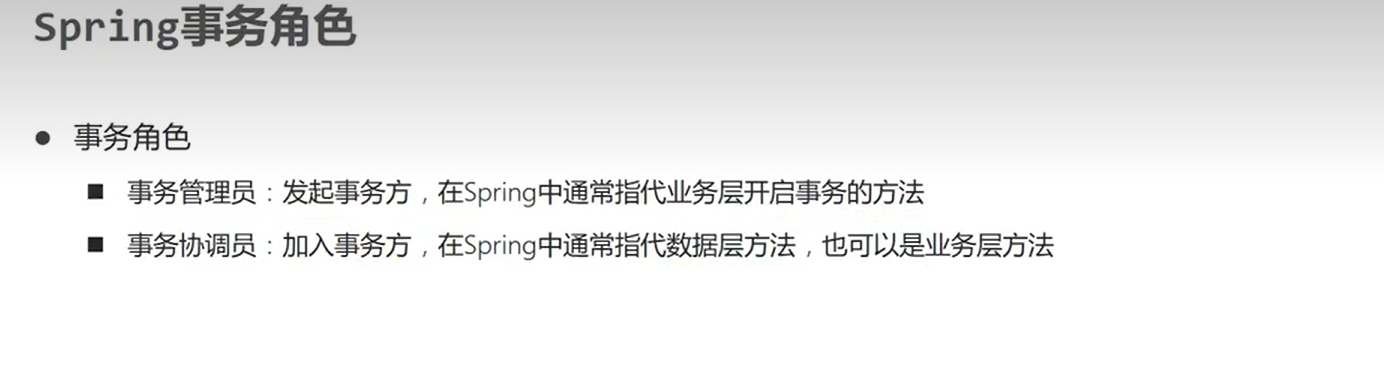 Spring事务角色
● 事务角色
■ 事务管理员：发起事务方，在Spring中通常指代业务层开启事务的方法
■ 事务协调员：加入事务方，在Spring中通常指代数据层方法，也可以是业务层方法